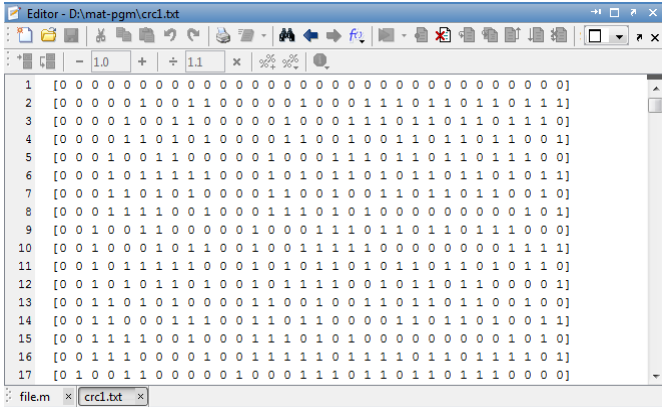 Editor - D:\mat-pgm\crc1.txt
1.0
1.1
1 [0 0 0 0 0 0 0 0 0 0 0 0 0 0 0 0 0 0 0 0 0 0 0 0 0 0 0 0 0 0 0 0]
2 [0 0 0 0 0 1 0 0 1 1 0 0 0 0 0 1 0 0 0 1 1 1 0 1 1 0 1 1 0 1 1 1]
3 [0 0 0 0 1 0 0 1 1 0 0 0 0 0 1 0 0 0 1 1 1 0 1 1 0 1 1 0 1 1 1 0]
4 [0 0 0 0 1 1 0 1 0 1 0 0 0 0 1 1 0 0 1 0 0 1 1 0 1 1 0 1 1 0 0 1]
5 [0 0 0 1 0 0 1 1 0 0 0 0 0 1 0 0 0 1 1 1 0 1 1 0 1 1 0 1 1 1 0 0]
6 [0 0 0 1 0 1 1 1 1 1 0 0 0 1 0 1 0 1 1 0 1 0 1 1 0 1 1 0 1 0 1 1]
7 [0 0 0 1 1 0 1 0 1 0 0 0 0 1 1 0 0 1 0 0 1 1 0 1 1 0 1 1 0 0 1 0]
8 [0 0 0 1 1 1 1 0 0 1 0 0 0 1 1 1 0 1 0 1 0 0 0 0 0 0 0 0 0 1 0 1]
9 [0 0 1 0 0 1 1 0 0 0 0 0 1 0 0 0 1 1 1 0 1 1 0 1 1 0 1 1 1 0 0 0]
10 [0 0 1 0 0 0 1 0 1 1 0 0 1 0 0 1 1 1 1 1 0 0 0 0 0 0 0 0 1 1 1 1]
11 [0 0 1 0 1 1 1 1 1 0 0 0 1 0 1 0 1 1 0 1 0 1 1 0 1 1 0 1 0 1 1 0]
12 [0 0 1 0 1 0 1 1 0 1 0 0 1 0 1 1 1 1 0 0 1 0 1 1 0 1 1 0 0 0 0 1]
13 [0 0 1 1 0 1 0 1 0 0 0 0 1 1 0 0 1 0 0 1 1 0 1 1 0 1 1 0 0 1 0 0]
14 [0 0 1 1 0 0 0 1 1 1 0 0 1 1 0 1 1 0 0 0 0 1 1 0 1 1 0 1 0 0 1 1]
15 [0 0 1 1 1 1 0 0 1 0 0 0 1 1 1 0 1 0 1 0 0 0 0 0 0 0 0 0 1 0 1 0]
16 [0 0 1 1 1 0 0 0 0 1 0 0 1 1 1 1 1 0 1 1 1 1 0 1 1 0 1 1 1 1 0 1]
17 [0 1 0 0 1 1 0 0 0 0 0 1 0 0 0 1 1 1 0 1 1 0 1 1 0 1 1 1 0 0 0 0]
file.m
crc1.txt